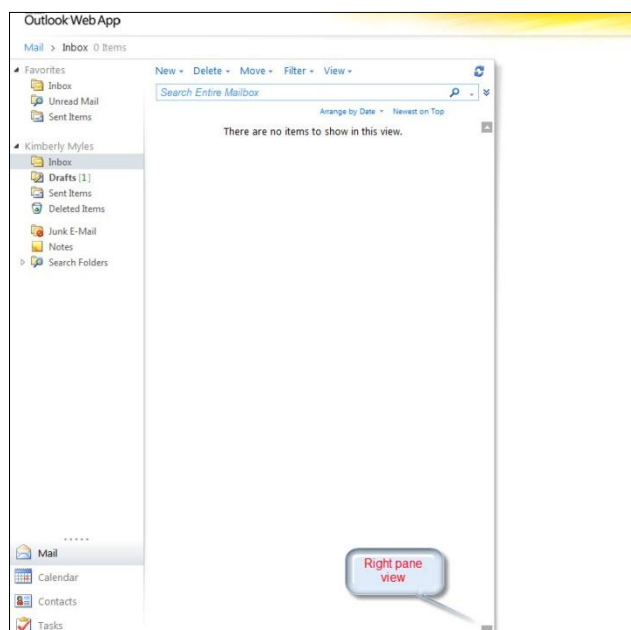 Outlook Web App
Mail > Inbox 0 Items
Favorites
Inbox
Unread Mail
Sent Items
Kimberly Myles
Inbox
Drafts [1]
Sent Items
Deleted Items
Junk E-Mail
Notes
Search Folders
Mail
Calendar
Contacts
Tasks
New Delete Move Filter View
Search Entire Mailbox
Arrange by Date Newest on Top
There are no items to show in this view.
Right pane
view